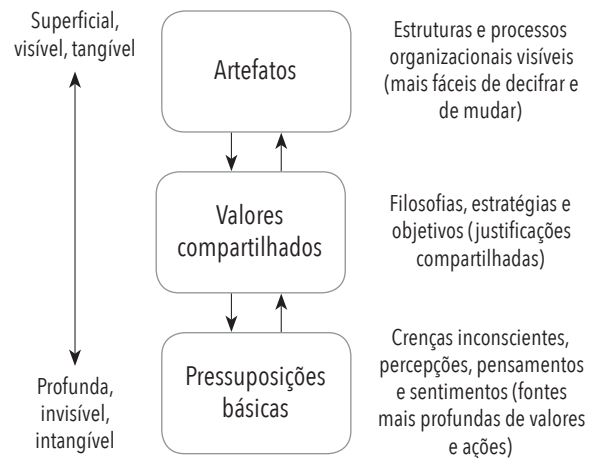 Superficial,
visível, tangível
Artefatos
Estruturas e processos
organizacionais visíveis
(mais fáceis de decifrar e
de mudar)
Valores
compartilhados
Filosofias, estratégias e
objetivos (justificações
compartilhadas)
Profunda,
invisível,
intangível
Pressuposições
básicas
Crenças inconscientes,
percepções, pensamentos
e sentimentos (fontes
mais profundas de valores
e ações)